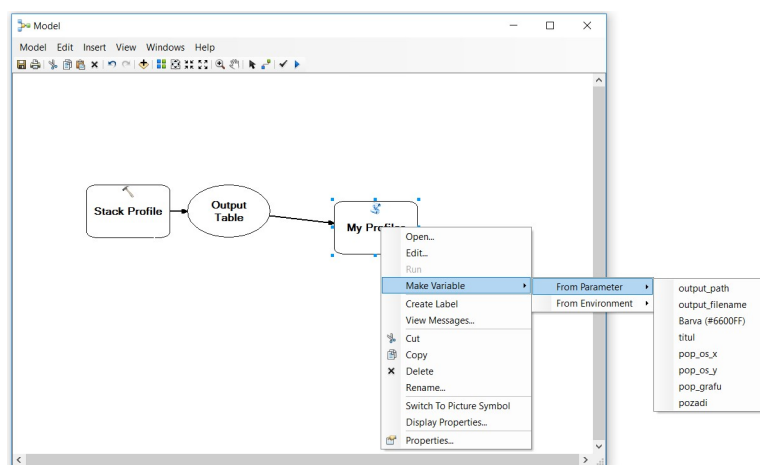 Model
Model Edit Insert View Windows Help
Stack Profile
Output
Table
My Profiles
Open...
Edit...
Run
Make Variable
Create Label
View Messages...
Cut
Copy
Delete
Rename...
Switch To Picture Symbol
Display Properties...
Properties...
From Parameter
From Environment
output_path
output_filename
Barva (#6600FF)
titul
pop_os_x
pop_os_y
pop_grafu
pozadi